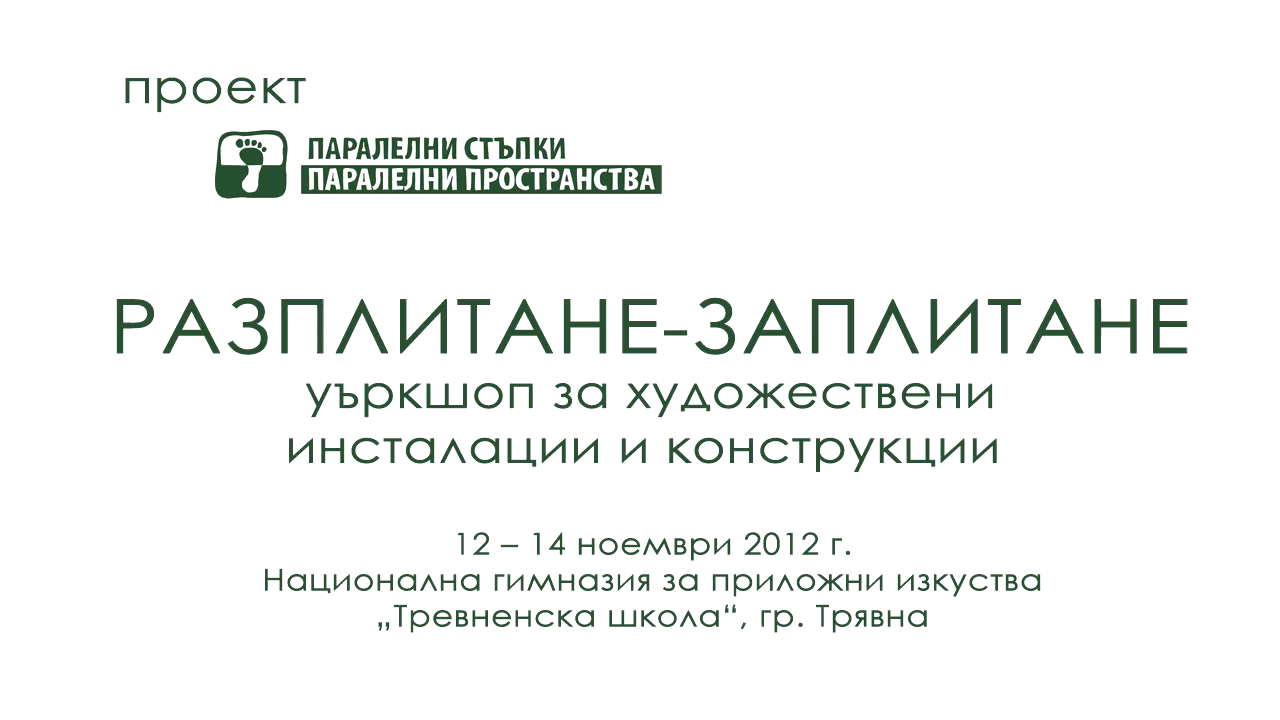 проект
ПАРАЛЕЛНИ СТЪПКИ
ПАРАЛЕЛНИ ПРОСТРАНСТВА
РАЗПЛИТАНЕ-ЗАПЛИТАНЕ
уъркшоп за художествени
инсталации и конструкции
12 – 14 ноември 2012 г.
Национална гимназия за приложни изкуства
„Тревненска школа“, гр. Трявна